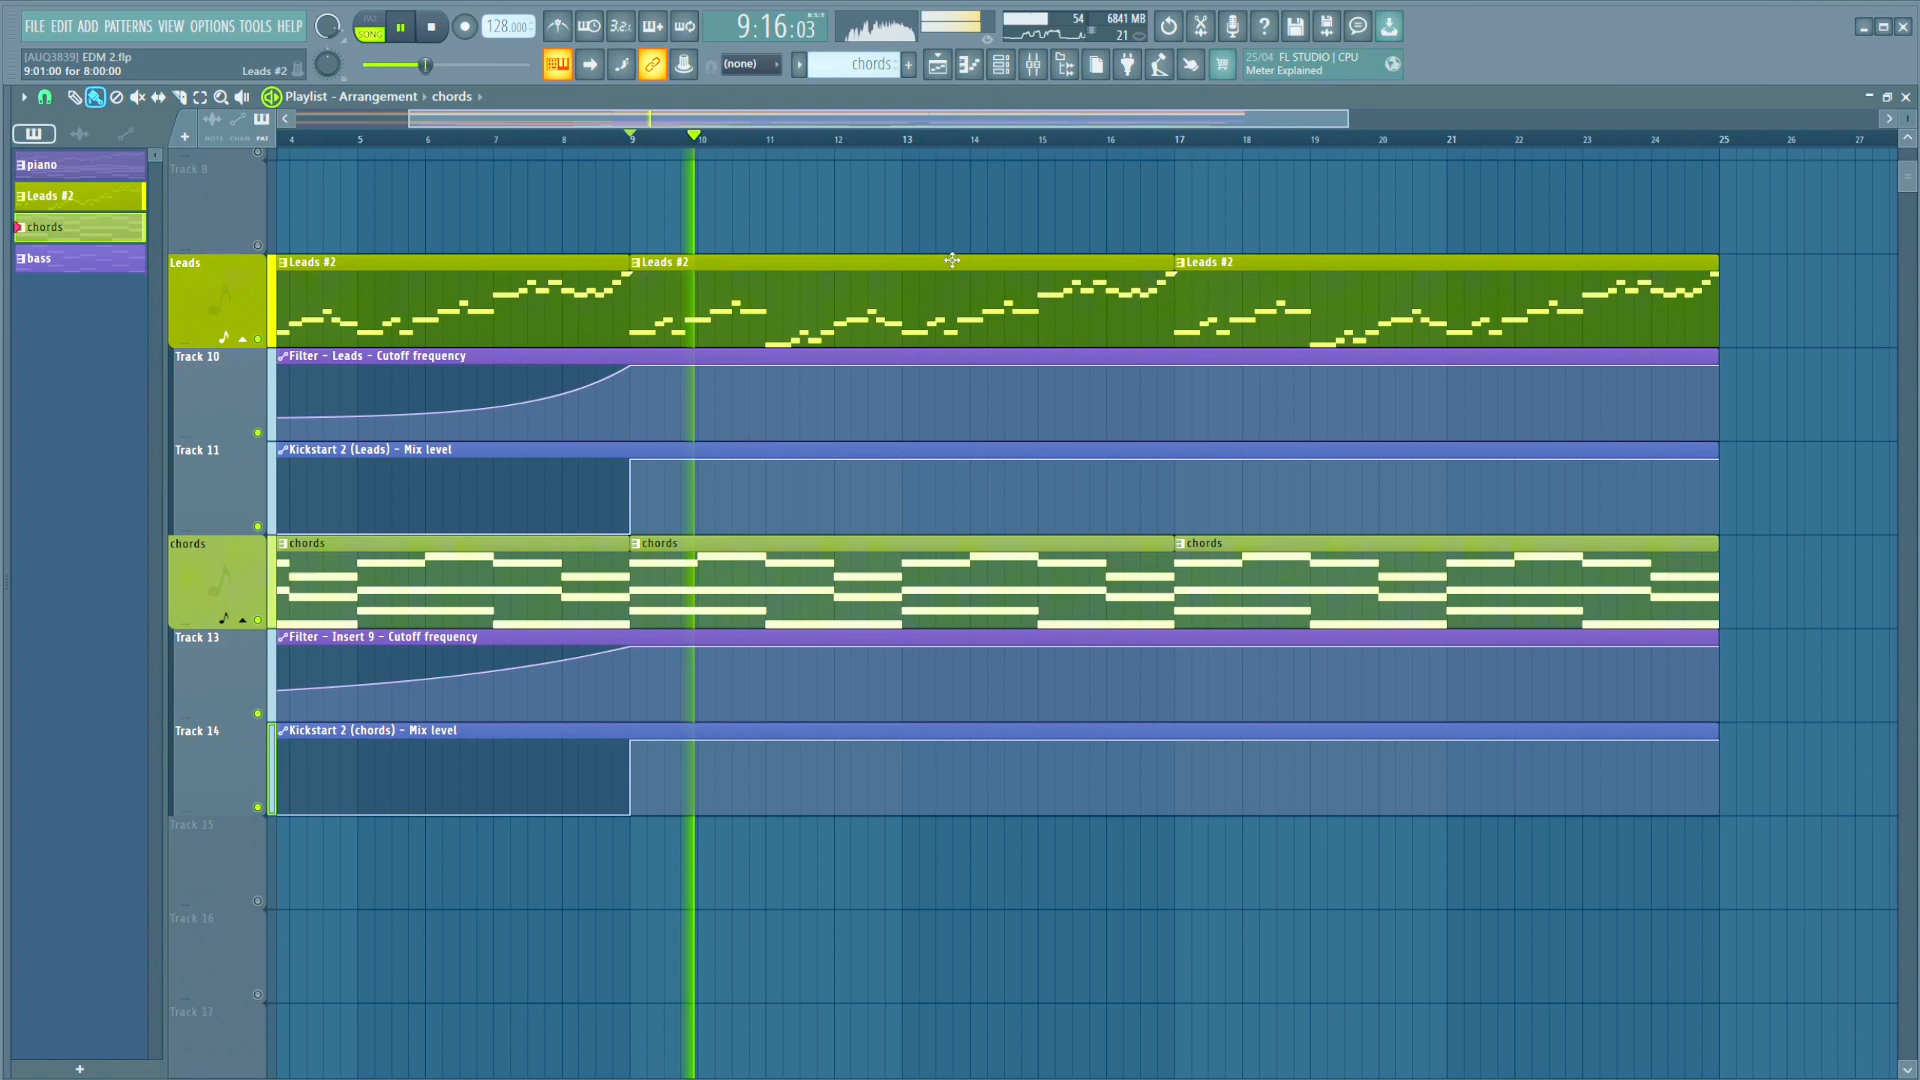 FILE EDIT ADD PATTERNS VIEW OPTIONS TOOLS HELP
PAT
SONG
128.000
3.2:
9:16:03
B:S:T
54
6841 MB
21
[AUQ3839] EDM 2.flp
9:01:00 for 8:00:00
Leads #2
(none)
chords
+
25/04 FL STUDIO | CPU
Meter Explained
Playlist - Arrangement › chords
NOTE CHAN PAT
4 5 6 7 8 9 10 11 12 13 14 15 16 17 18 19 20 21 22 23 24 25 26 27
piano
Leads #2
chords
bass
Track 8
Leads
Leads #2
Leads #2
Leads #2
Track 10
Filter - Leads - Cutoff frequency
Track 11
Kickstart 2 (Leads) - Mix level
chords
chords
chords
chords
Track 13
Filter - Insert 9 - Cutoff frequency
Track 14
Kickstart 2 (chords) - Mix level
Track 15
Track 16
Track 17
+